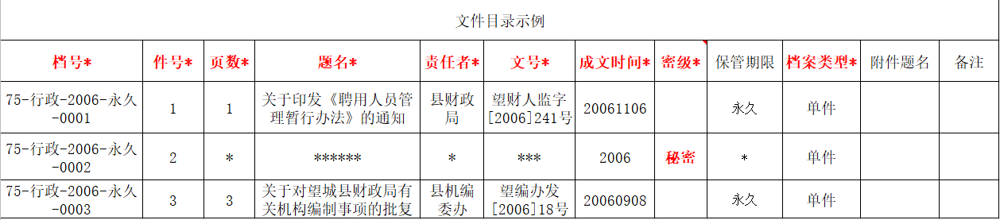 文件目录示例
档号* 件号* 页数* 题名* 责任者* 文号* 成文时间* 密级* 保管期限 档案类型* 附件题名 备注
75-行政-2006-永久 关于印发《聘用人员管 县财政 望财人监字
-0001 1 1 理暂行办法》的通知 局 [2006]241号 20061106 永久 单件
75-行政-2006-永久
-0002 2 * ****** * *** 2006 秘密 * 单件
75-行政-2006-永久 关于对望城县财政局有 县机编 望编办发
-0003 3 3 关机构编制事项的批复 委办 [2006]18号 20060908 永久 单件